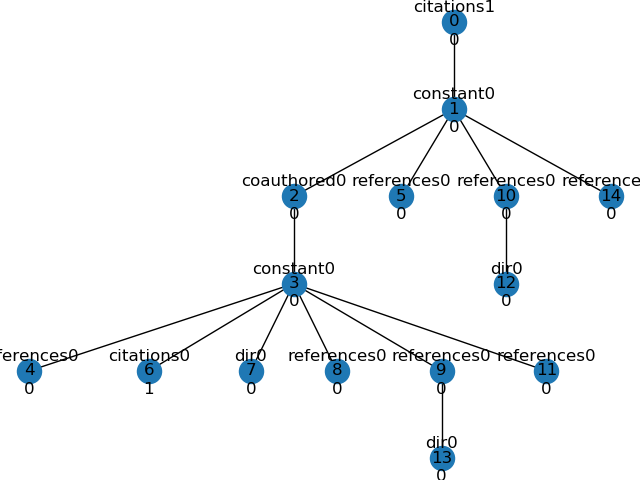 citations1
0
0
constant0
1
0
coauthored0 references0 references0 reference
2 5 10 14
0 0 0 0
constant0 dir0
3 12
0 0
erences0 citations0 dir0 references0 references0 references0
4 6 7 8 9 11
0 1 0 0 0 0
dir0
13
0